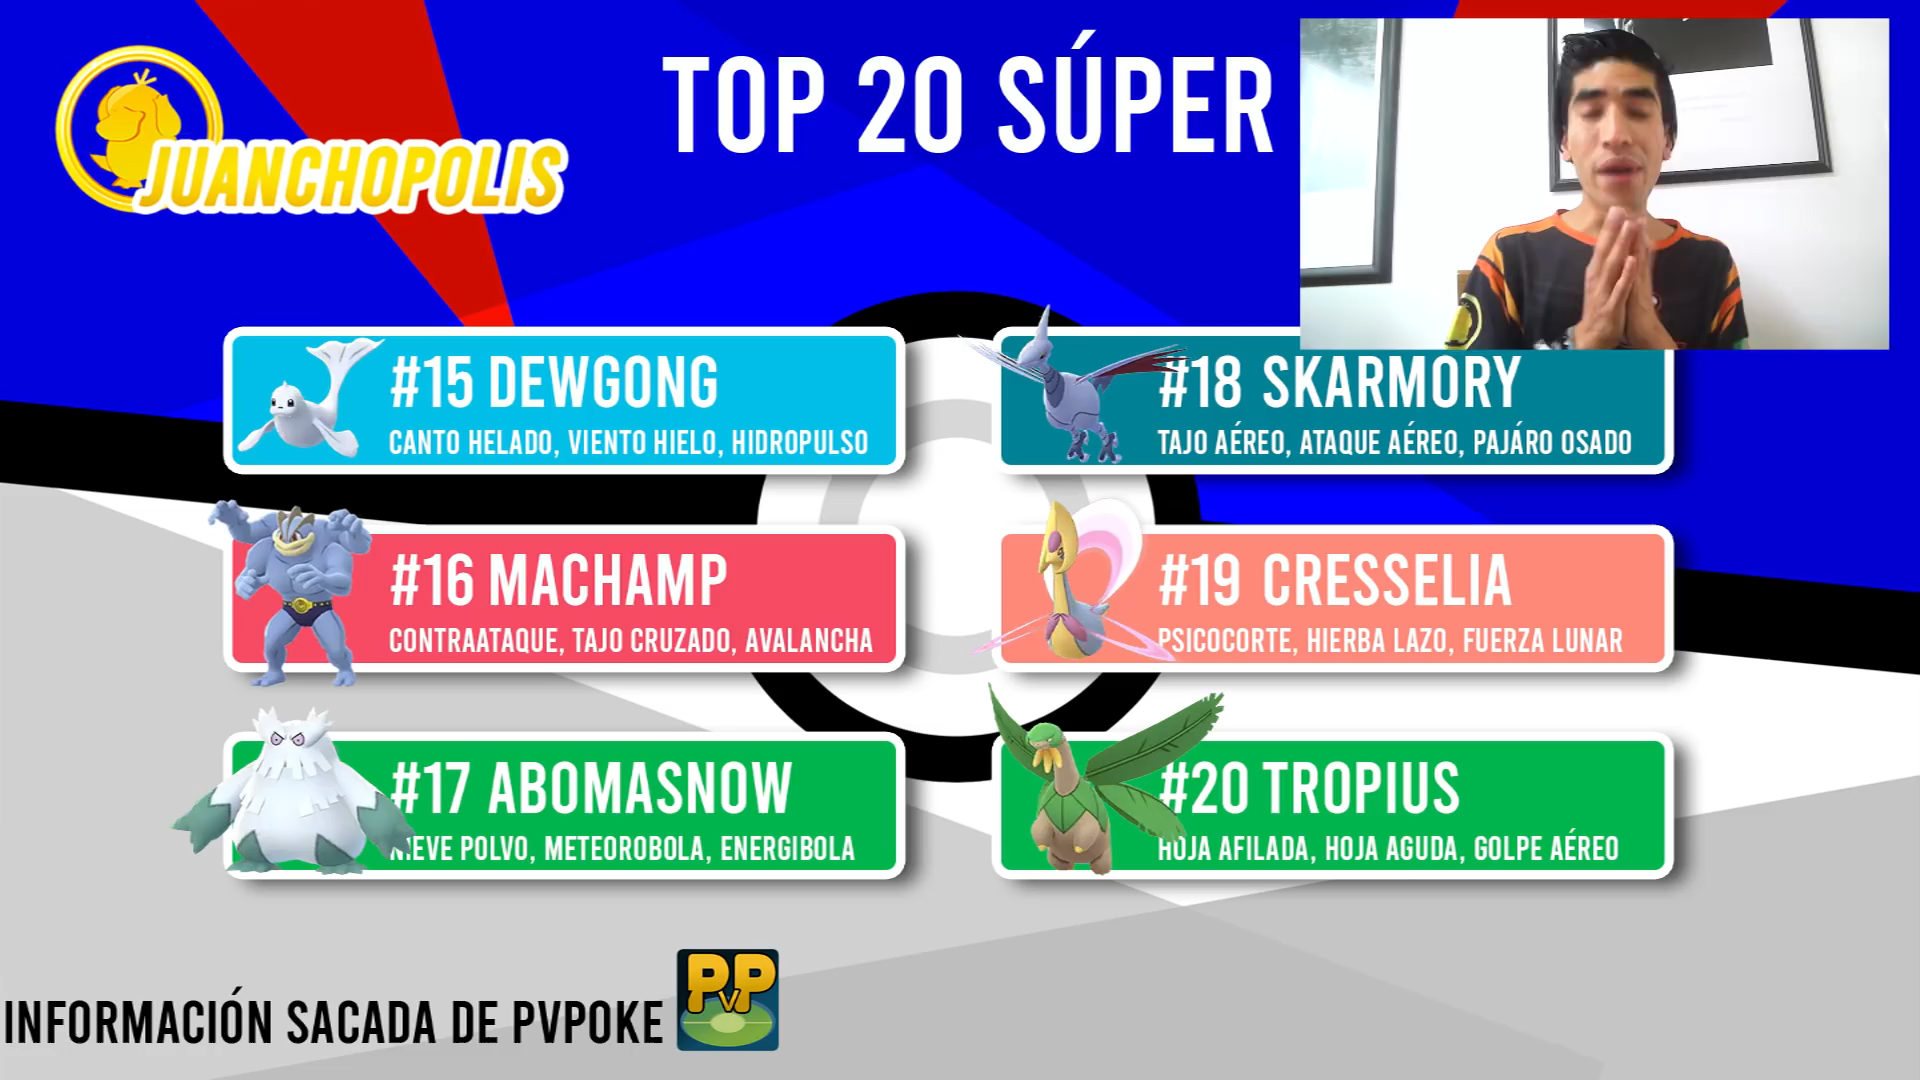 JUANCHOPOLIS
TOP 20 SÚPER
#15 DEWGONG
CANTO HELADO, VIENTO HIELO, HIDROPULSO
#16 MACHAMP
CONTRAATAQUE, TAJO CRUZADO, AVALANCHA
#17 ABOMASNOW
NIEVE POLVO, METEOROBOLA, ENERGIBOLA
#18 SKARMORY
TAJO AÉREO, ATAQUE AÉREO, PAJÁRO OSADO
#19 CRESSELIA
PSICOCORTE, HIERBA LAZO, FUERZA LUNAR
#20 TROPIUS
HOJA AFILADA, HOJA AGUDA, GOLPE AÉREO
INFORMACIÓN SACADA DE PVPOKE
PvP